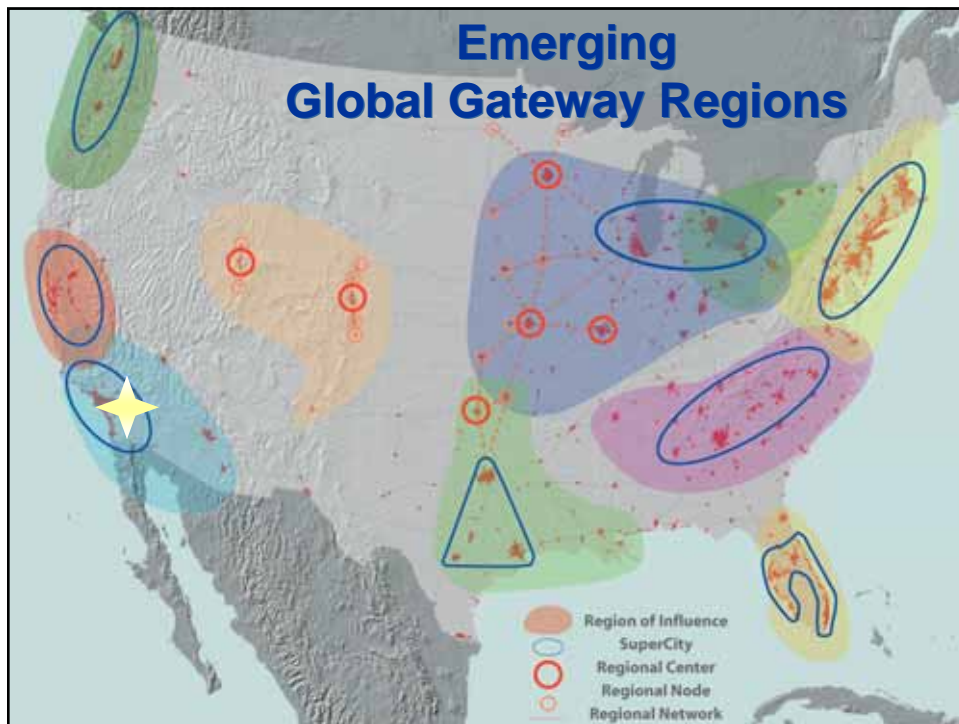 Emerging
Global Gateway Regions
Region of Influence
SuperCity
Regional Center
Regional Node
Regional Network